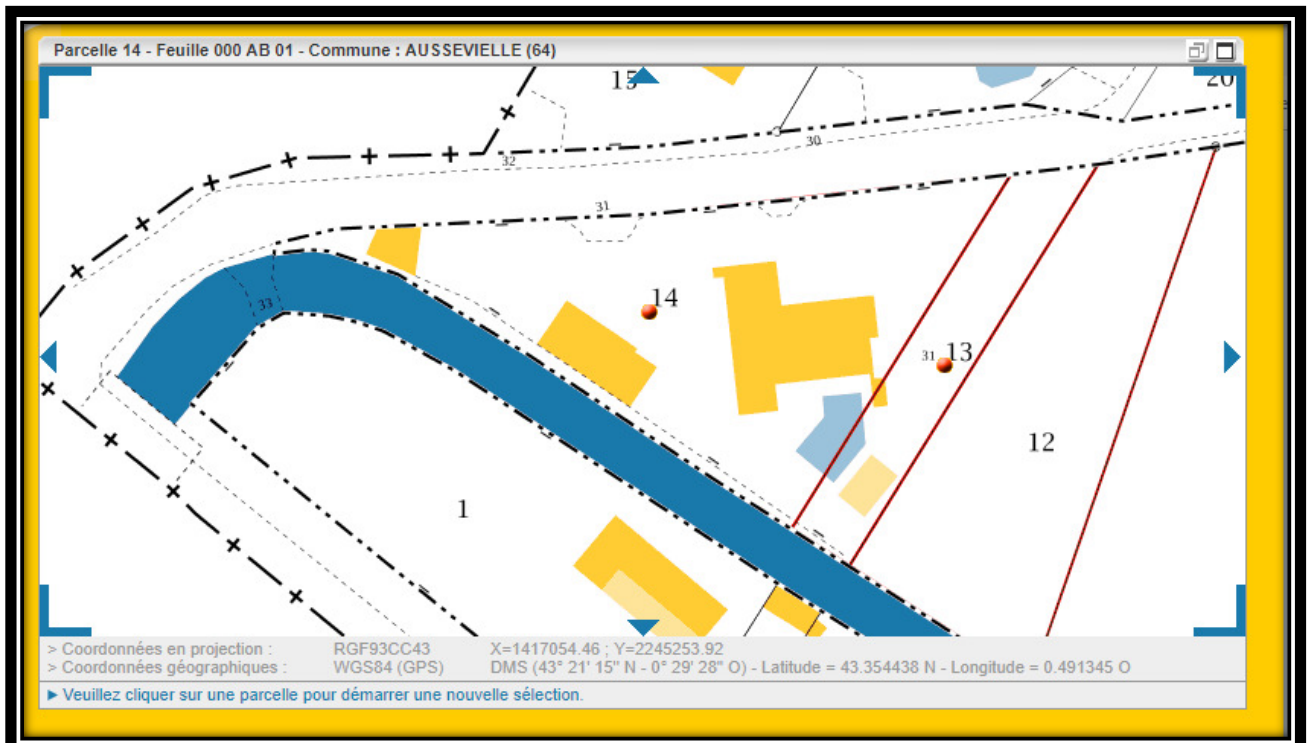 Parcelle 14 - Feuille 000 AB 01 - Commune : AUSSEVIELLE (64)
15
20
32
30
31
33
14
31 13
12
1
> Coordonnées en projection : RGF93CC43 X=1417054.46 ; Y=2245253.92
> Coordonnées géographiques : WGS84 (GPS) DMS (43° 21' 15" N - 0° 29' 28" O) - Latitude = 43.354438 N - Longitude = 0.491345 O
Veuillez cliquer sur une parcelle pour démarrer une nouvelle sélection.